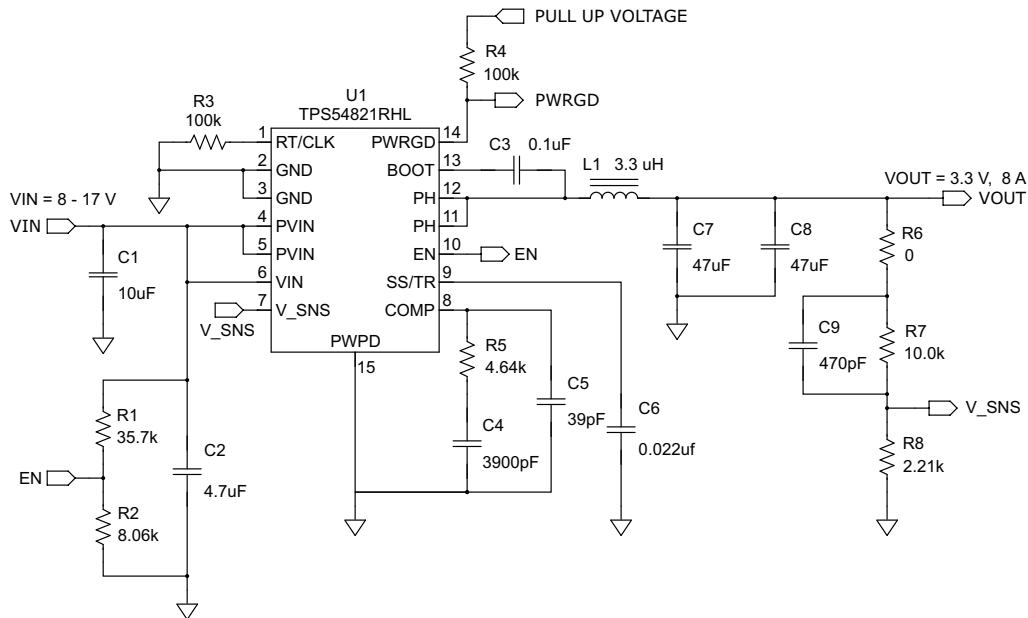 PULL UP VOLTAGE
R4
100k
PWRGD
U1
TPS54821RHL
R3
100k
1 RT/CLK PWRGD 14
2 GND BOOT 13
3 GND PH 12
4 PVIN PH 11
5 PVIN EN 10
6 VIN SS/TR 9
7 V_SNS COMP 8
PWPD
15
C3 0.1uF
L1 3.3 uH
VIN = 8 - 17 V
VIN
C1
10uF
V_SNS
EN
VOUT = 3.3 V, 8 A
VOUT
C7
47uF
C8
47uF
R6
0
C9
470pF
R7
10.0k
V_SNS
R8
2.21k
R5
4.64k
C4
3900pF
C5
39pF
C6
0.022uf
R1
35.7k
EN
R2
8.06k
C2
4.7uF